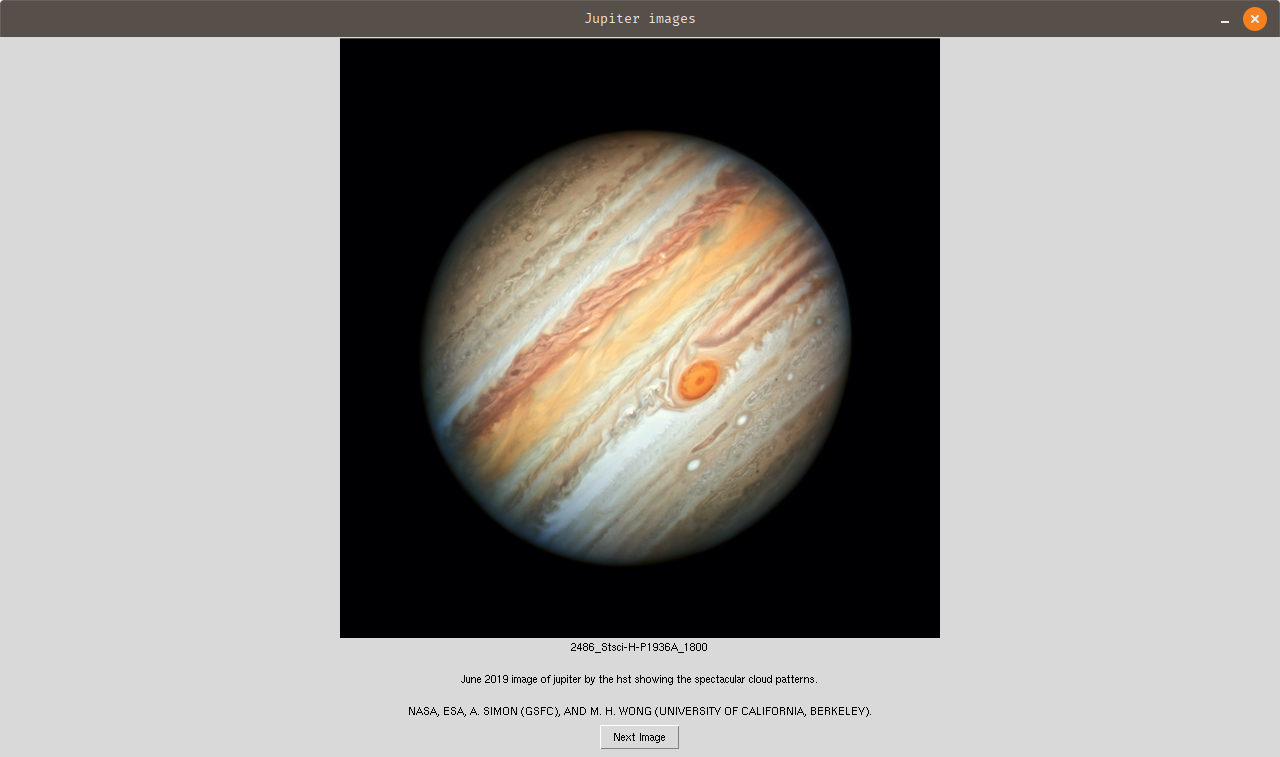 Jupiter images
2486_Stsci-H-P1936A_1800
June 2019 image of jupiter by the hst showing the spectacular cloud patterns.
NASA, ESA, A. SIMON (GSFC), AND M. H. WONG (UNIVERSITY OF CALIFORNIA, BERKELEY).
Next Image